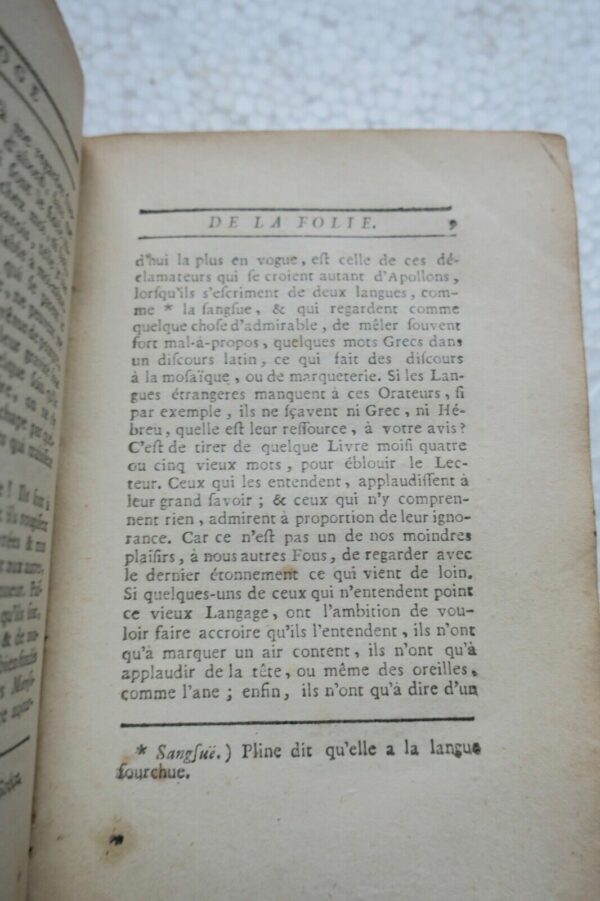 OGE
DE LA FOLIE. 9
d'hui la plus en vogue, eſt celle de ces dé-
clamateurs qui ſe croient autant d'Apollons,
lorſqu'ils s'eſcriment de deux langues, com-
me * la ſangſue, & qui regardent comme
quelque choſe d'admirable, de mêler ſouvent
fort mal-à-propos, quelques mots Grecs dans
un diſcours latin, ce qui fait des diſcours
à la moſaïque, ou de marqueterie. Si les Lan-
gues étrangeres manquent à ces Orateurs, ſi
par exemple, ils ne ſçavent ni Grec, ni Hé-
breu, quelle eſt leur reſſource, à votre avis?
C'eſt de tirer de quelque Livre moiſi quatre
ou cinq vieux mots, pour éblouir le Lec-
teur. Ceux qui les entendent, applaudiſſent à
leur grand ſavoir; & ceux qui n'y compren-
nent rien, admirent à proportion de leur igno-
rance. Car ce n'eſt pas un de nos moindres
plaiſirs, à nous autres Fous, de regarder avec
le dernier étonnement ce qui vient de loin.
Si quelques-uns de ceux qui n'entendent point
ce vieux Langage, ont l'ambition de vou-
loir faire accroire qu'ils l'entendent, ils n'ont
qu'à marquer un air content, ils n'ont qu'à
applaudir de la tête, ou même des oreilles,
comme l'ane; enfin, ils n'ont qu'à dire d'un
* Sangſuë.) Pline dit qu'elle a la langue
fourchue.